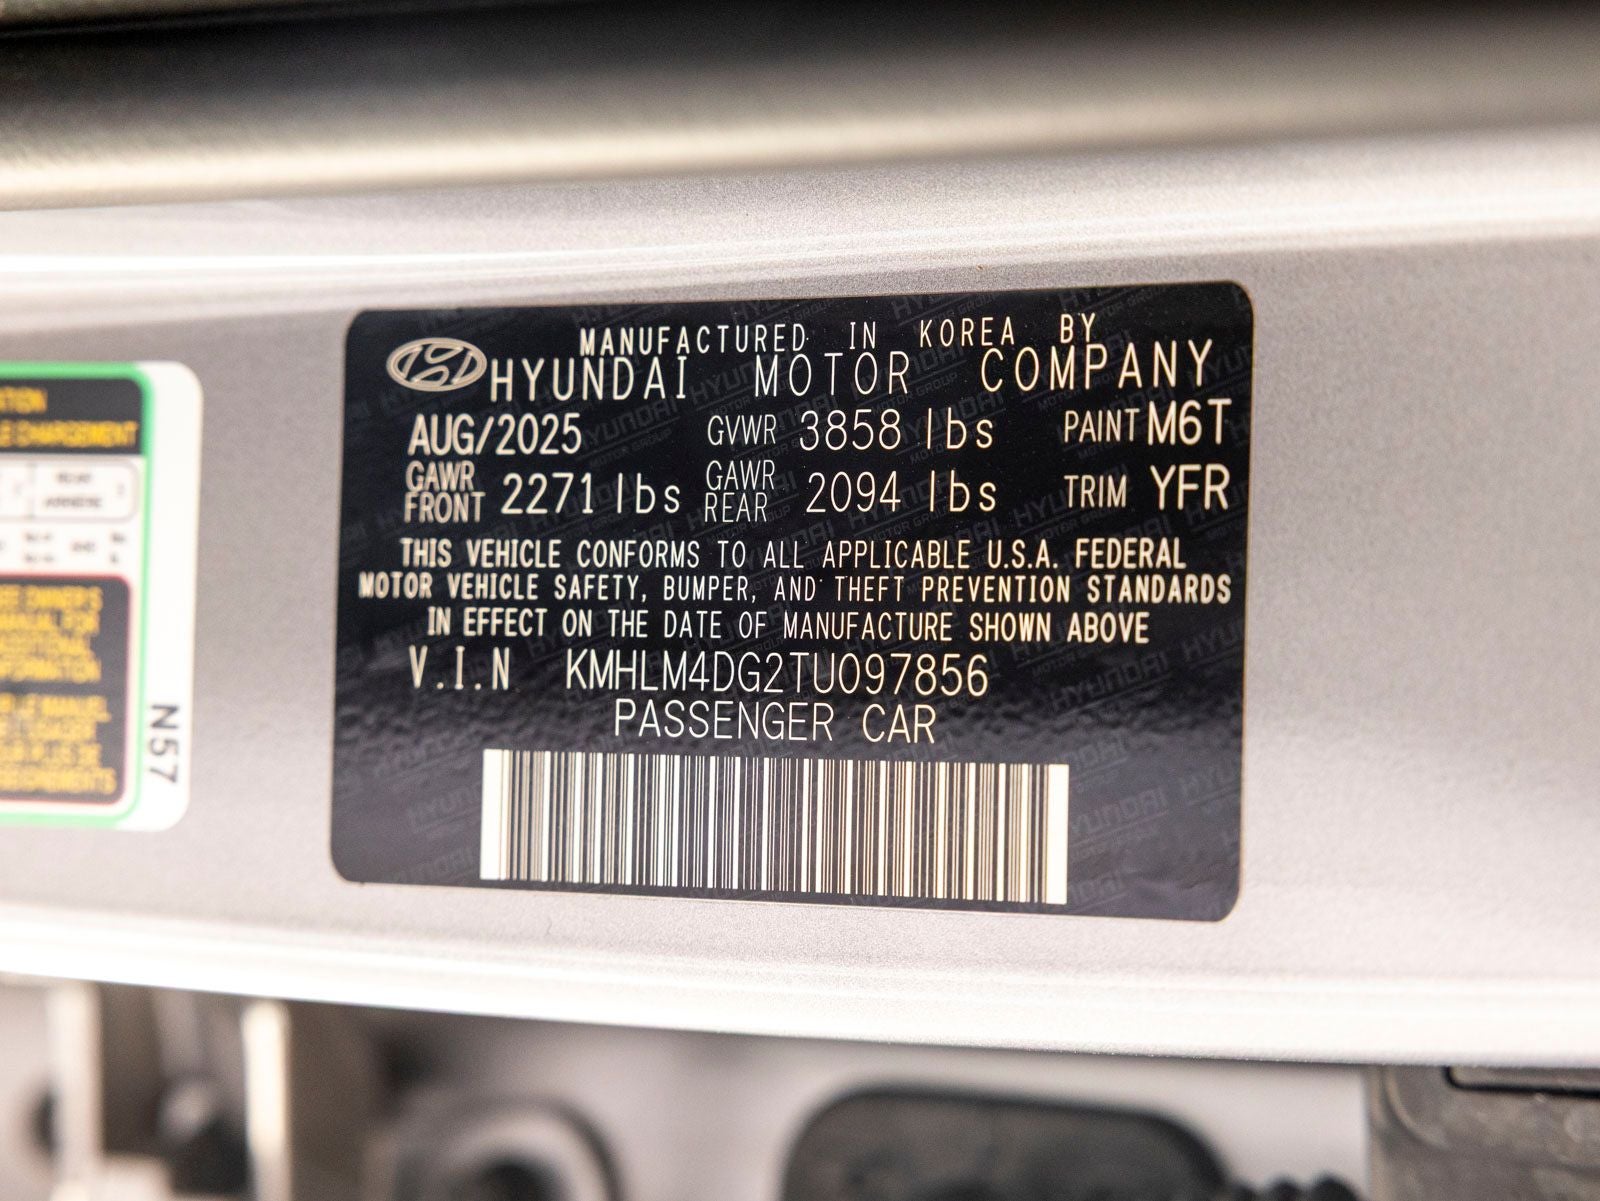 MANUFACTURED IN KOREA BY
HYUNDAI MOTOR COMPANY
AUG/2025 GVWR 3858 lbs PAINT M6T
GAWR FRONT 2271 lbs GAWR REAR 2094 lbs TRIM YFR
THIS VEHICLE CONFORMS TO ALL APPLICABLE U.S.A. FEDERAL
MOTOR VEHICLE SAFETY, BUMPER, AND THEFT PREVENTION STANDARDS
IN EFFECT ON THE DATE OF MANUFACTURE SHOWN ABOVE
V.I.N KMHLM4DG2TU097856
PASSENGER CAR
N57